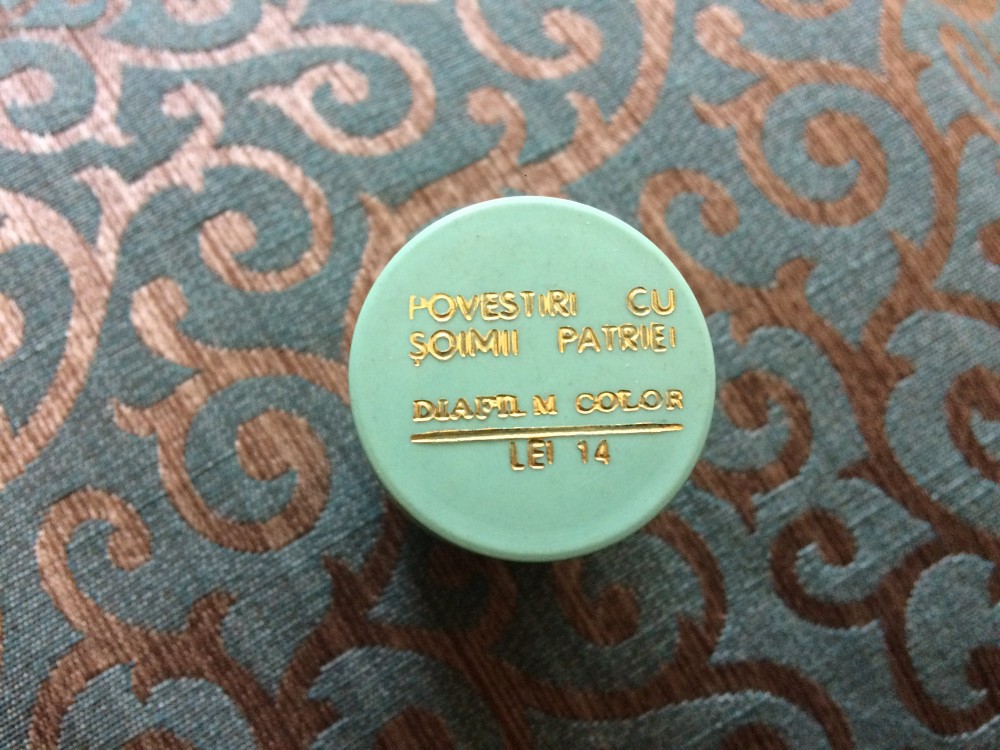 POVESTIRI CU
ŞOIMII PATRIEI
DIAFILM COLOR
LEI 14